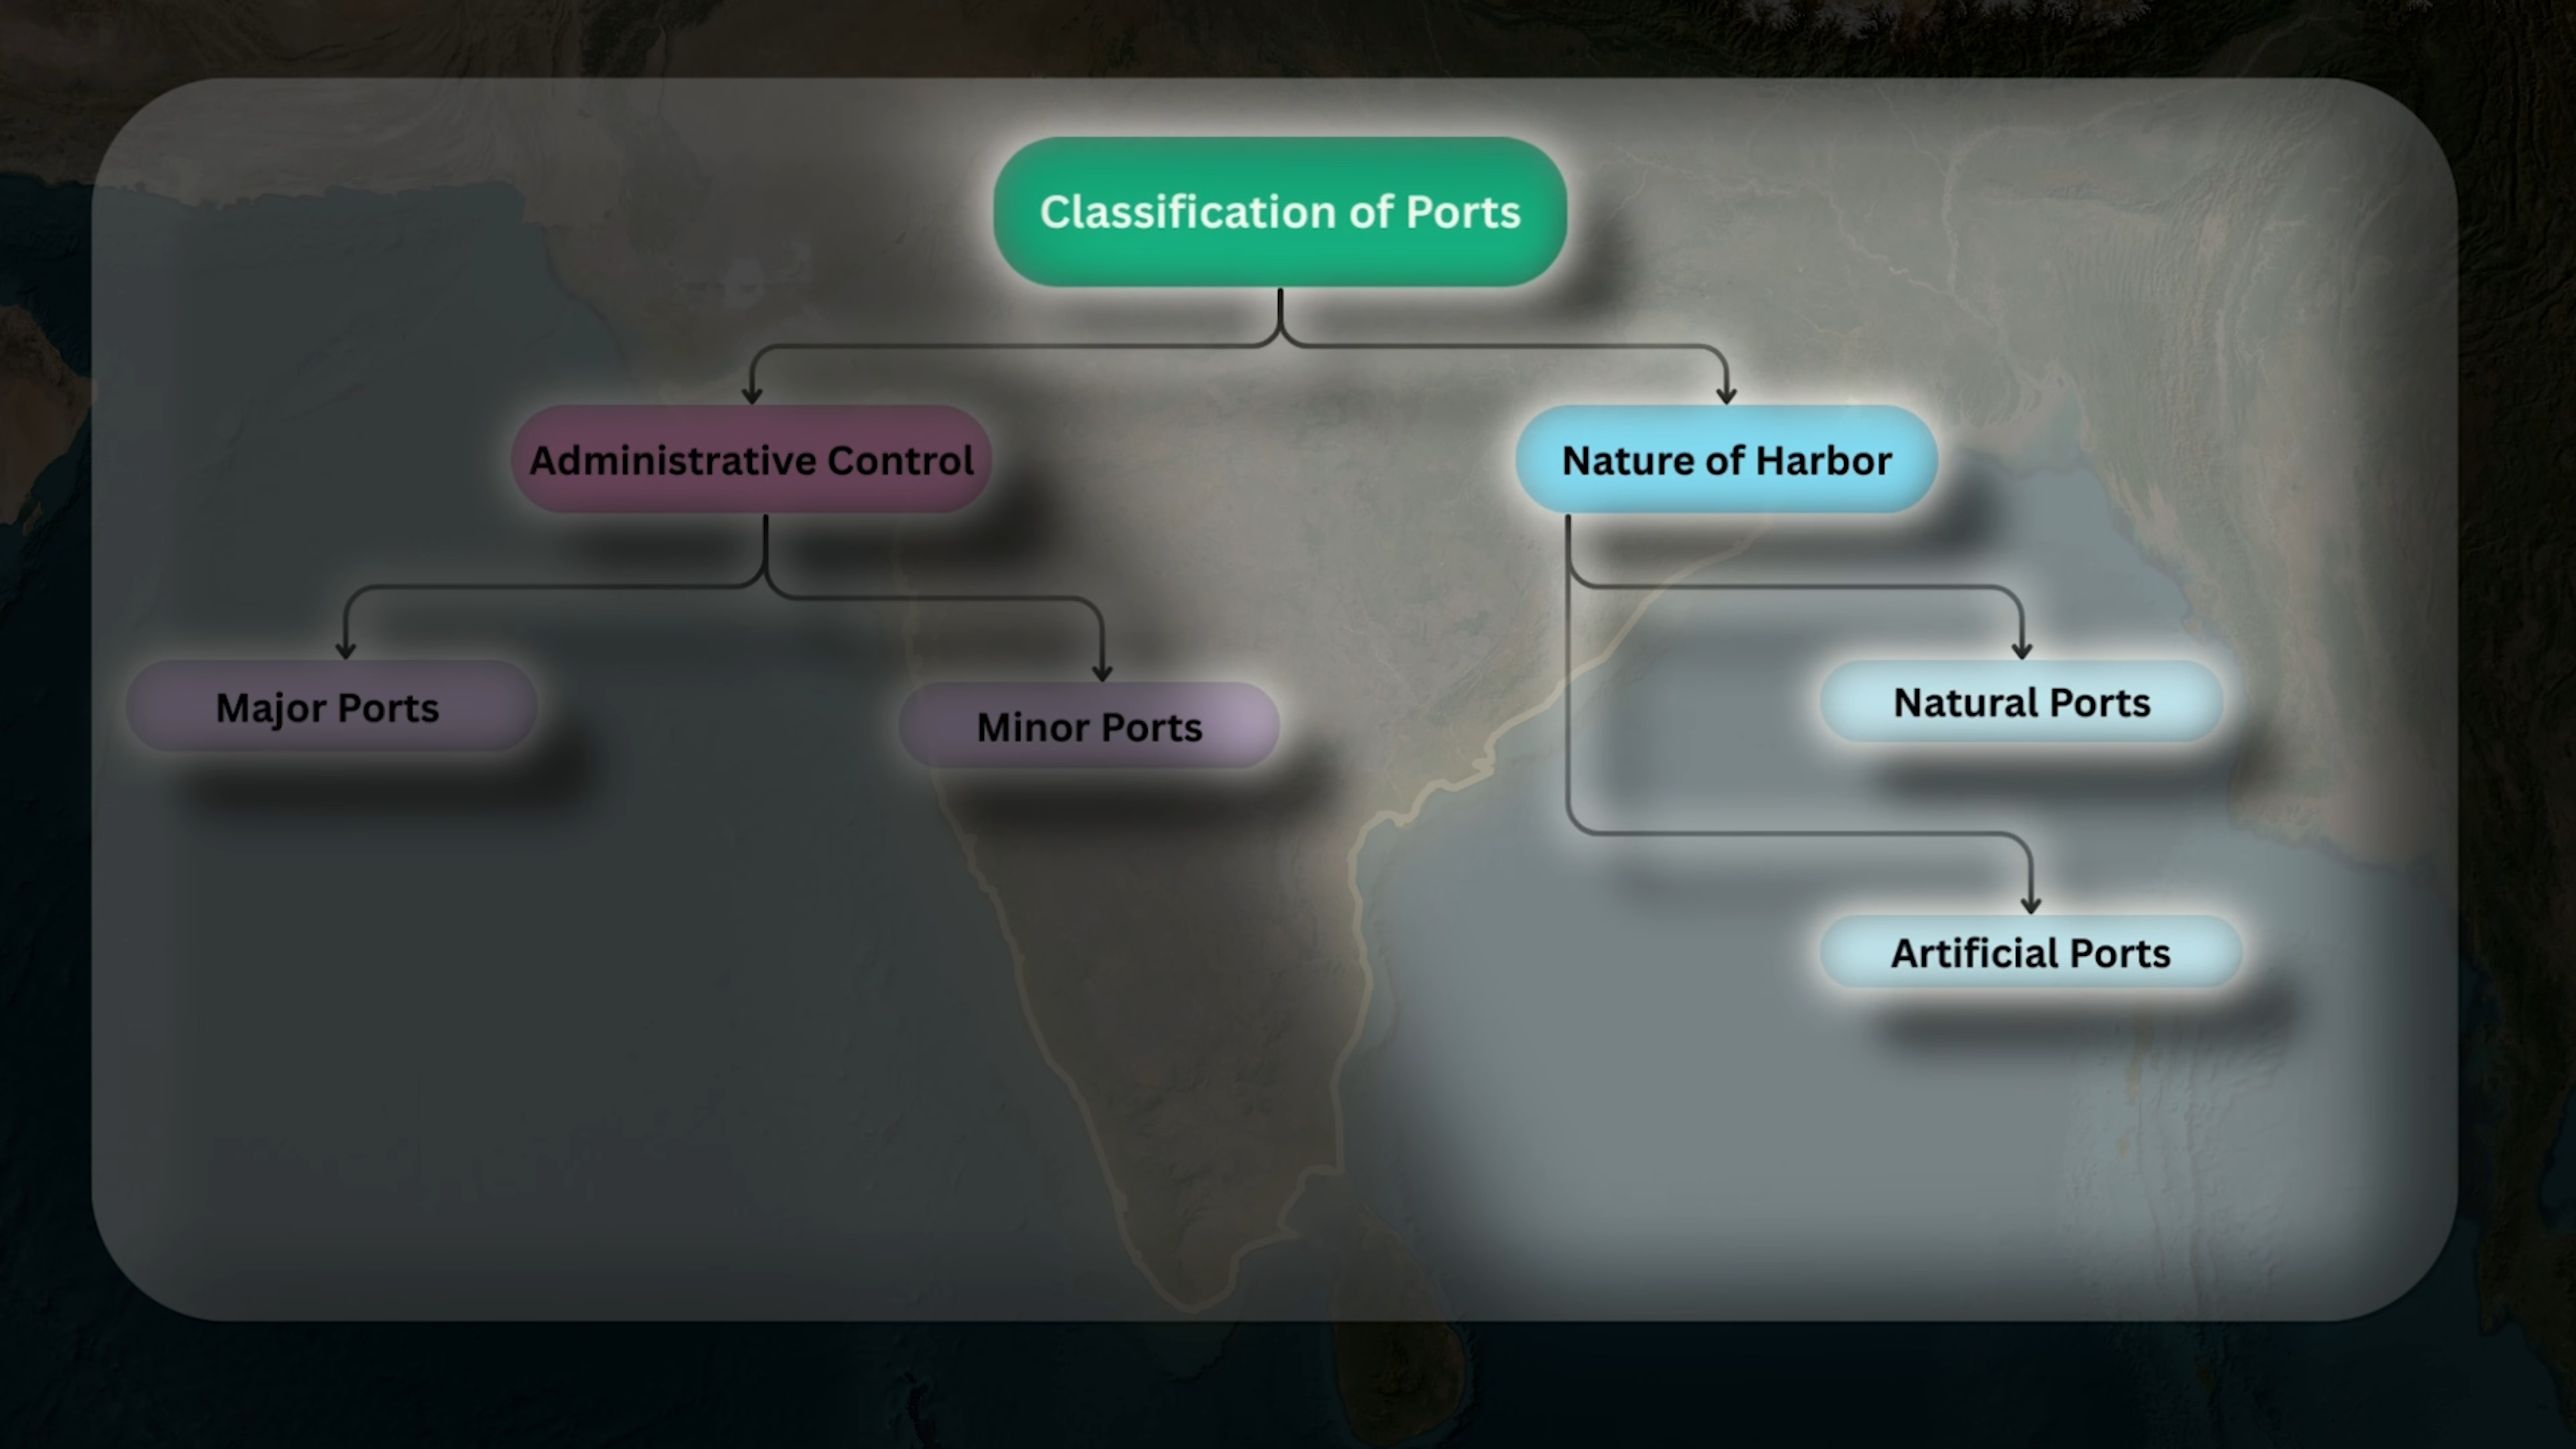 Classification of Ports
Administrative Control
Nature of Harbor
Major Ports
Minor Ports
Natural Ports
Artificial Ports